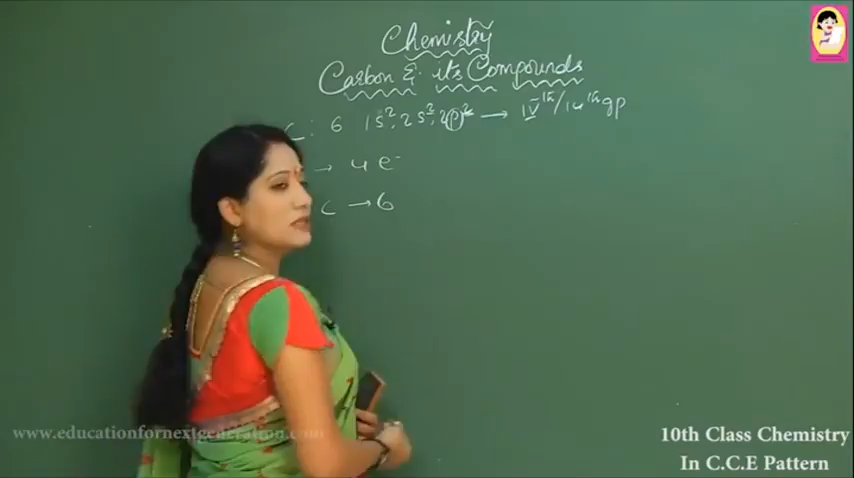 Chemistry
Carbon & its Compounds
C: 6 1s², 2s², 2p² → IVth/14th gp
→ 4 e⁻
C → 6
www.educationfornextgeneration.com
10th Class Chemistry
In C.C.E Pattern